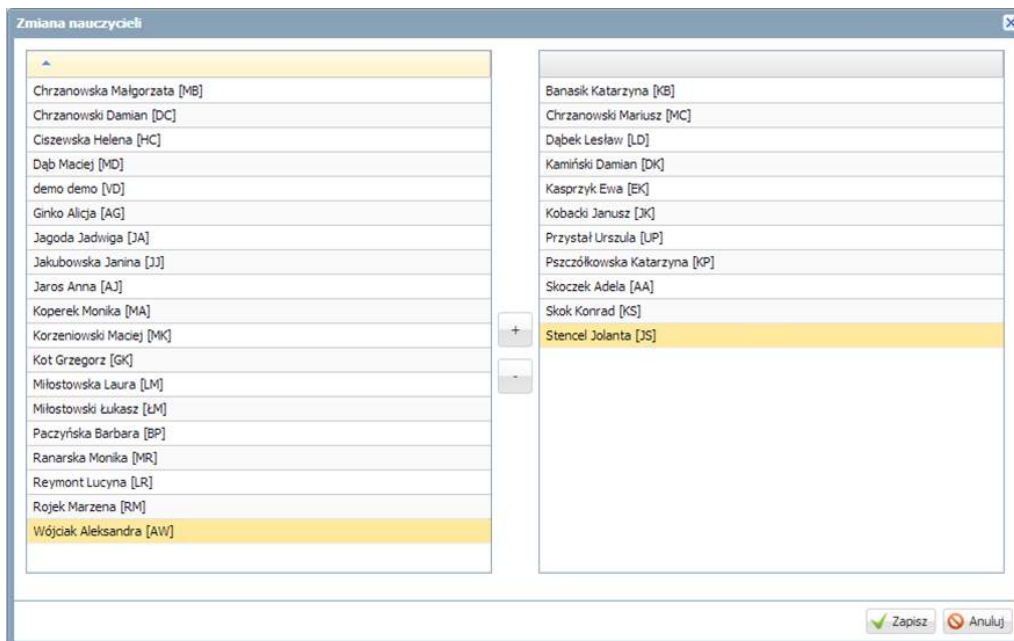 Zmiana nauczycieli
Chrzanowska Małgorzata [MB]
Chrzanowski Damian [DC]
Ciszewska Helena [HC]
Dąb Maciej [MD]
demo demo [VD]
Ginko Alicja [AG]
Jagoda Jadwiga [JA]
Jakubowska Janina [JJ]
Jaros Anna [AJ]
Koperek Monika [MA]
Korzeniowski Maciej [MK]
Kot Grzegorz [GK]
Miłostowska Laura [LM]
Miłostowski Łukasz [ŁM]
Paczyńska Barbara [BP]
Ranarska Monika [MR]
Reymont Lucyna [LR]
Rojek Marzena [RM]
Wójciak Aleksandra [AW]
+
-
Banasik Katarzyna [KB]
Chrzanowski Mariusz [MC]
Dąbek Lesław [LD]
Kamiński Damian [DK]
Kasprzyk Ewa [EK]
Kobacki Janusz [JK]
Przystał Urszula [UP]
Pszczółkowska Katarzyna [KP]
Skoczek Adela [AA]
Skok Konrad [KS]
Stencel Jolanta [JS]
Zapisz
Anuluj